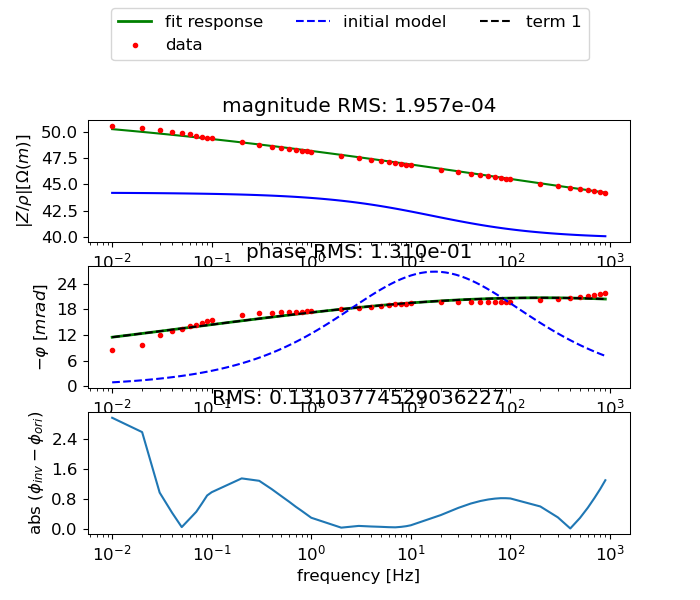 fit response initial model term 1
data
magnitude RMS: 1.957e-04
|Z/ρ|[Ω(m)]
50.0
47.5
45.0
42.5
40.0
10⁻² 10⁻¹ 10⁰ 10¹ 10² 10³
phase RMS: 1.310e-01
−φ [mrad]
24
18
12
6
0
10⁻² 10⁻¹ 10⁰ 10¹ 10² 10³
RMS: 0.13103774529036227
abs (ϕinv − ϕori)
2.4
1.6
0.8
0.0
10⁻² 10⁻¹ 10⁰ 10¹ 10² 10³
frequency [Hz]